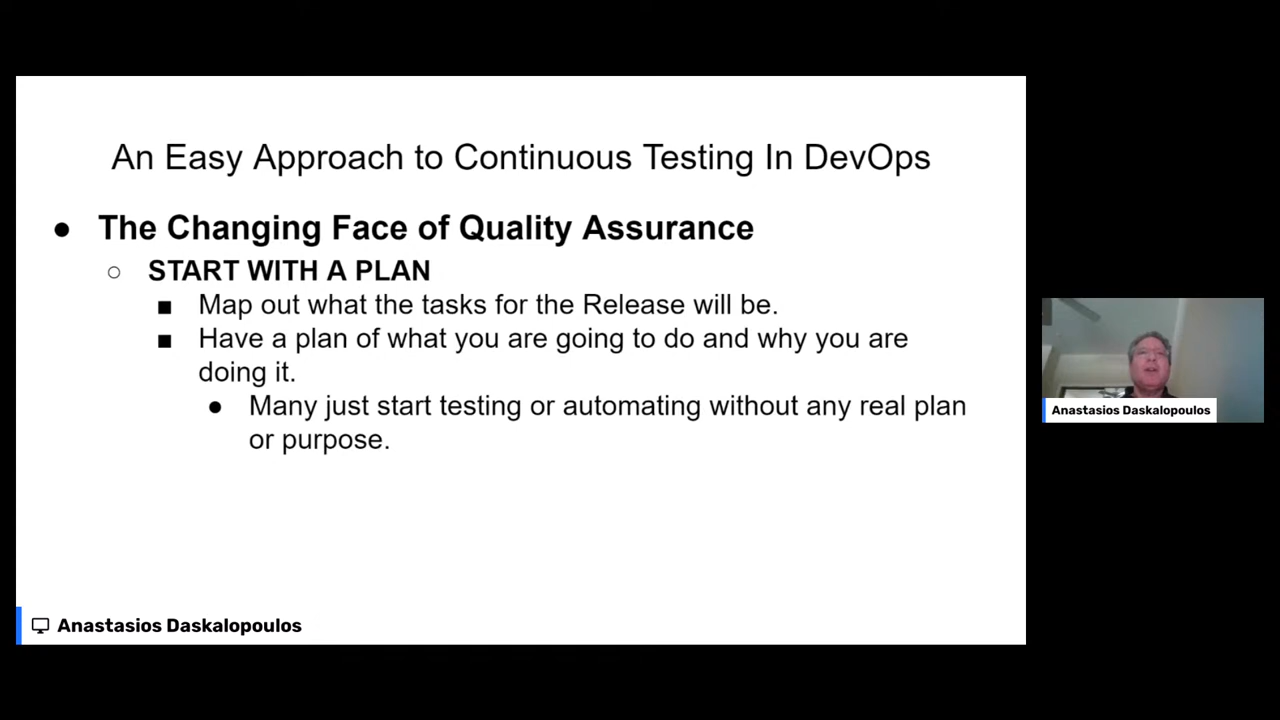 An Easy Approach to Continuous Testing In DevOps
● The Changing Face of Quality Assurance
○ START WITH A PLAN
■ Map out what the tasks for the Release will be.
■ Have a plan of what you are going to do and why you are
doing it.
● Many just start testing or automating without any real plan
or purpose.
Anastasios Daskalopoulos
Anastasios Daskalopoulos